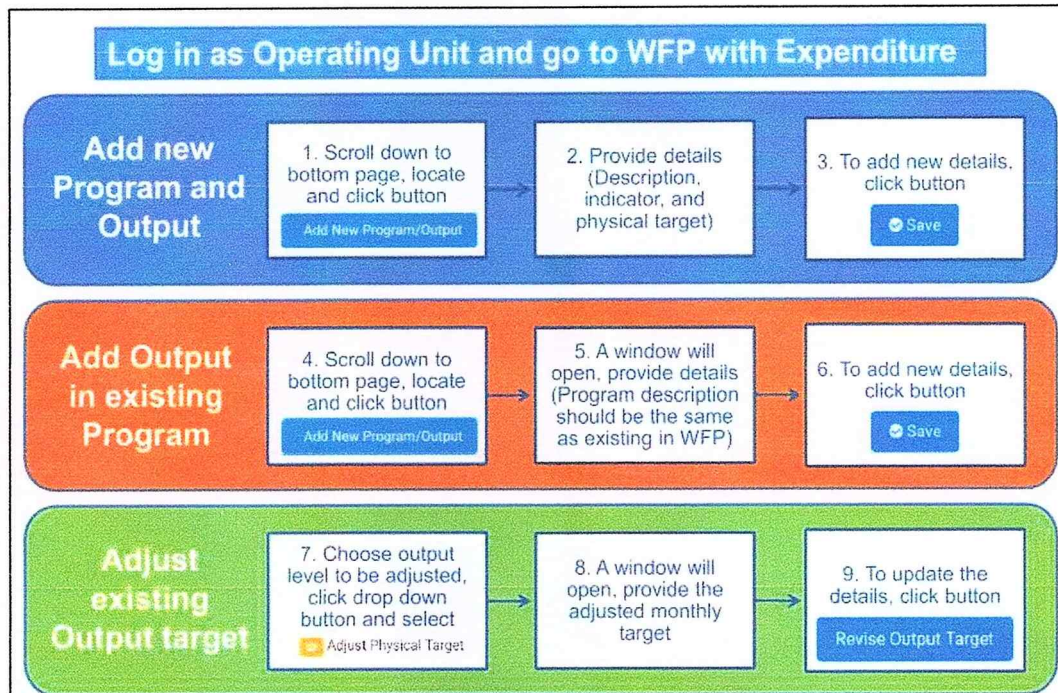 Log in as Operating Unit and go to WFP with Expenditure
Add new
Program and
Output
1. Scroll down to
bottom page, locate
and click button
Add New Program/Output
2. Provide details
(Description,
indicator, and
physical target)
3. To add new details,
click button
Save
Add Output
in existing
Program
4. Scroll down to
bottom page, locate
and click button
Add New Program/Output
5. A window will
open, provide details
(Program description
should be the same
as existing in WFP)
6. To add new details,
click button
Save
Adjust
existing
Output target
7. Choose output
level to be adjusted,
click drop down
button and select
Adjust Physical Target
8. A window will
open, provide the
adjusted monthly
target
9. To update the
details, click button
Revise Output Target